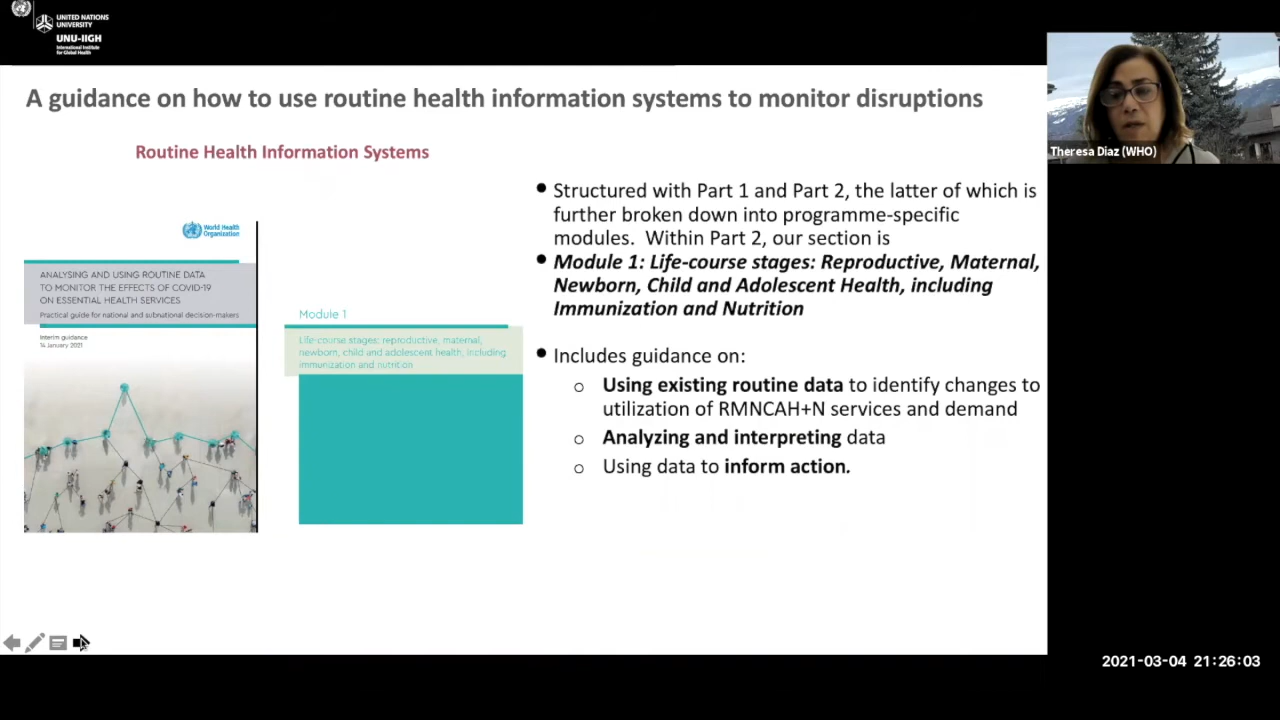 UNITED NATIONS
UNIVERSITY
UNU-IIGH
International Institute
for Global Health
A guidance on how to use routine health information systems to monitor disruptions
Routine Health Information Systems
World Health
Organization
ANALYSING AND USING ROUTINE DATA
TO MONITOR THE EFFECTS OF COVID-19
ON ESSENTIAL HEALTH SERVICES
Practical guide for national and subnational decision-makers
Interim guidance
14 January 2021
Module 1
Life-course stages: reproductive, maternal,
newborn, child and adolescent health, including
immunization and nutrition
• Structured with Part 1 and Part 2, the latter of which is
further broken down into programme-specific
modules. Within Part 2, our section is
• Module 1: Life-course stages: Reproductive, Maternal,
Newborn, Child and Adolescent Health, including
Immunization and Nutrition
• Includes guidance on:
o Using existing routine data to identify changes to
utilization of RMNCAH+N services and demand
o Analyzing and interpreting data
o Using data to inform action.
Theresa Diaz (WHO)
2021-03-04 21:26:03